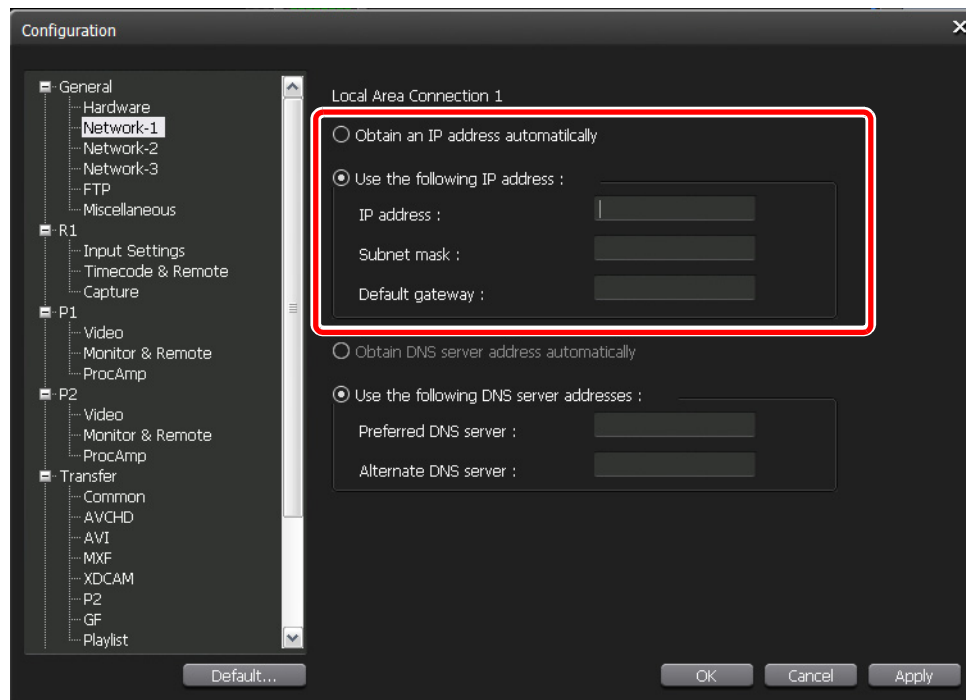 Configuration
General
Hardware
Network-1
Network-2
Network-3
FTP
Miscellaneous
R1
Input Settings
Timecode & Remote
Capture
P1
Video
Monitor & Remote
ProcAmp
P2
Video
Monitor & Remote
ProcAmp
Transfer
Common
AVCHD
AVI
MXF
XDCAM
P2
GF
Playlist
Default...
Local Area Connection 1
Obtain an IP address automatilcally
Use the following IP address :
IP address :
Subnet mask :
Default gateway :
Obtain DNS server address automatically
Use the following DNS server addresses :
Preferred DNS server :
Alternate DNS server :
OK
Cancel
Apply